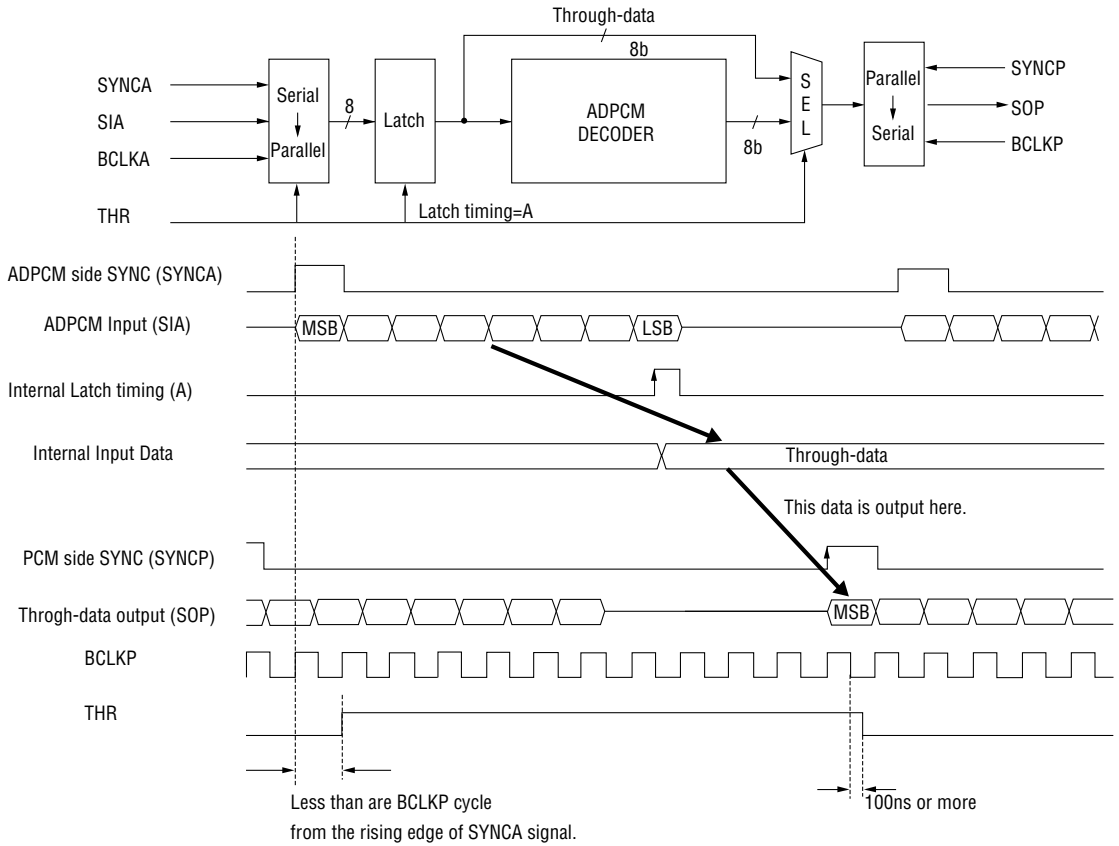 Through-data
8b
SYNCA
SIA
BCLKA
THR
Serial
Parallel
8
Latch
ADPCM
DECODER
8b
S
E
L
Parallel
Serial
SYNCP
SOP
BCLKP
Latch timing=A
ADPCM side SYNC (SYNCA)
ADPCM Input (SIA)
MSB
LSB
Internal Latch timing (A)
Internal Input Data
Through-data
This data is output here.
PCM side SYNC (SYNCP)
Throgh-data output (SOP)
MSB
BCLKP
THR
Less than are BCLKP cycle
from the rising edge of SYNCA signal.
100ns or more